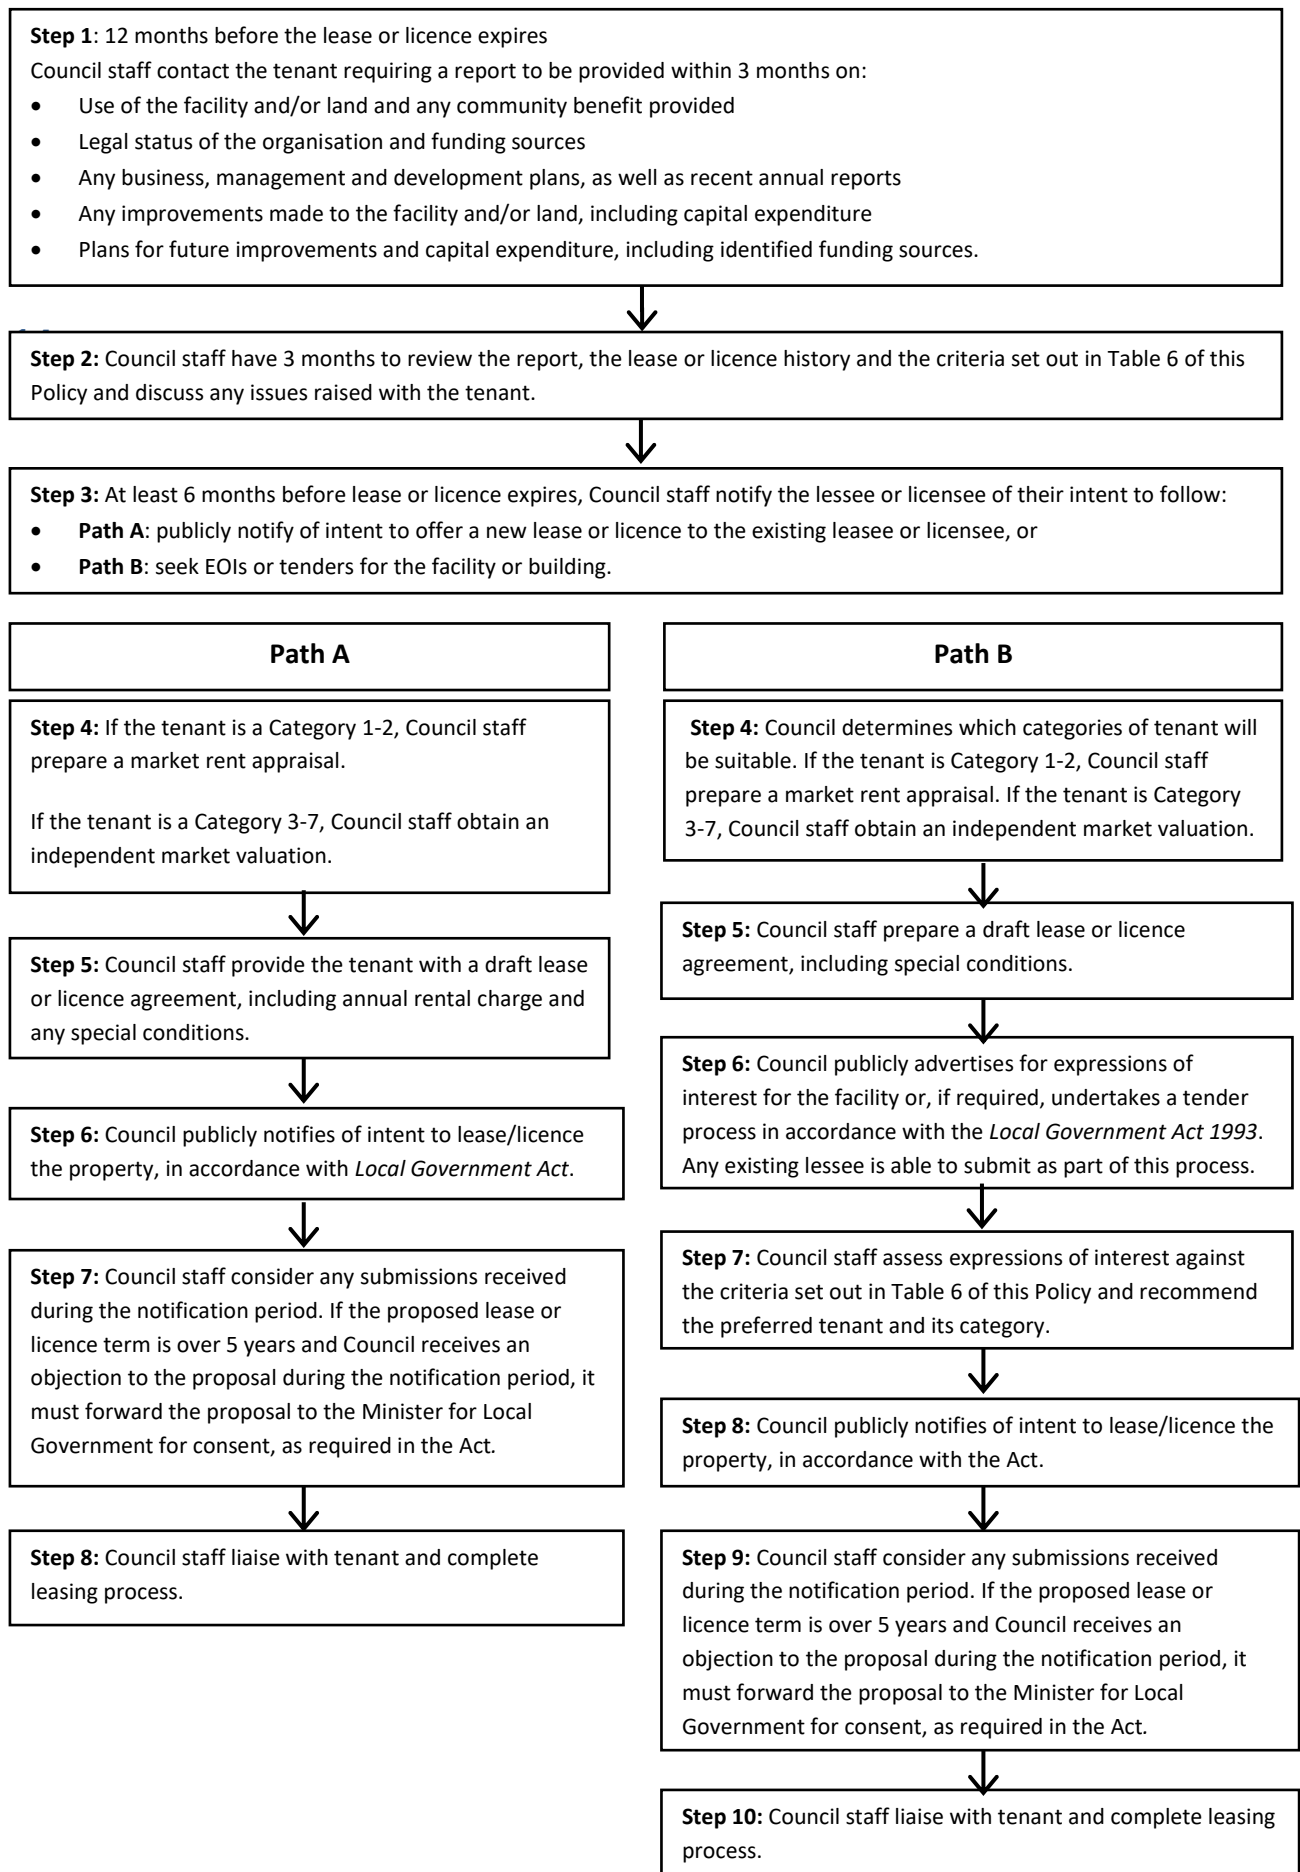 Step 1: 12 months before the lease or licence expires
Council staff contact the tenant requiring a report to be provided within 3 months on:
• Use of the facility and/or land and any community benefit provided
• Legal status of the organisation and funding sources
• Any business, management and development plans, as well as recent annual reports
• Any improvements made to the facility and/or land, including capital expenditure
• Plans for future improvements and capital expenditure, including identified funding sources.
Step 2: Council staff have 3 months to review the report, the lease or licence history and the criteria set out in Table 6 of this
Policy and discuss any issues raised with the tenant.
Step 3: At least 6 months before lease or licence expires, Council staff notify the lessee or licensee of their intent to follow:
• Path A: publicly notify of intent to offer a new lease or licence to the existing leasee or licensee, or
• Path B: seek EOIs or tenders for the facility or building.
Path A
Step 4: If the tenant is a Category 1-2, Council staff
prepare a market rent appraisal.
If the tenant is a Category 3-7, Council staff obtain an
independent market valuation.
Step 5: Council staff provide the tenant with a draft lease
or licence agreement, including annual rental charge and
any special conditions.
Step 6: Council publicly notifies of intent to lease/licence
the property, in accordance with Local Government Act.
Step 7: Council staff consider any submissions received
during the notification period. If the proposed lease or
licence term is over 5 years and Council receives an
objection to the proposal during the notification period, it
must forward the proposal to the Minister for Local
Government for consent, as required in the Act.
Step 8: Council staff liaise with tenant and complete
leasing process.
Path B
Step 4: Council determines which categories of tenant will
be suitable. If the tenant is Category 1-2, Council staff
prepare a market rent appraisal. If the tenant is Category
3-7, Council staff obtain an independent market valuation.
Step 5: Council staff prepare a draft lease or licence
agreement, including special conditions.
Step 6: Council publicly advertises for expressions of
interest for the facility or, if required, undertakes a tender
process in accordance with the Local Government Act 1993.
Any existing lessee is able to submit as part of this process.
Step 7: Council staff assess expressions of interest against
the criteria set out in Table 6 of this Policy and recommend
the preferred tenant and its category.
Step 8: Council publicly notifies of intent to lease/licence the
property, in accordance with the Act.
Step 9: Council staff consider any submissions received
during the notification period. If the proposed lease or
licence term is over 5 years and Council receives an
objection to the proposal during the notification period, it
must forward the proposal to the Minister for Local
Government for consent, as required in the Act.
Step 10: Council staff liaise with tenant and complete leasing
process.